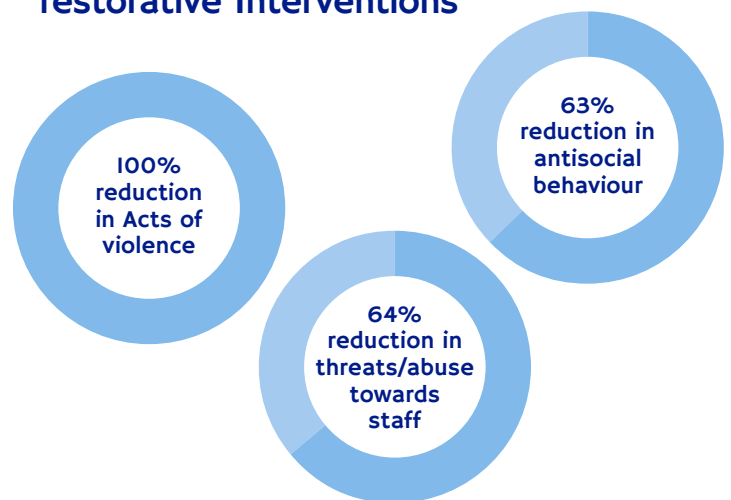 restorative interventions
100%
reduction
in Acts of
violence
63%
reduction in
antisocial
behaviour
64%
reduction in
threats/abuse
towards
staff